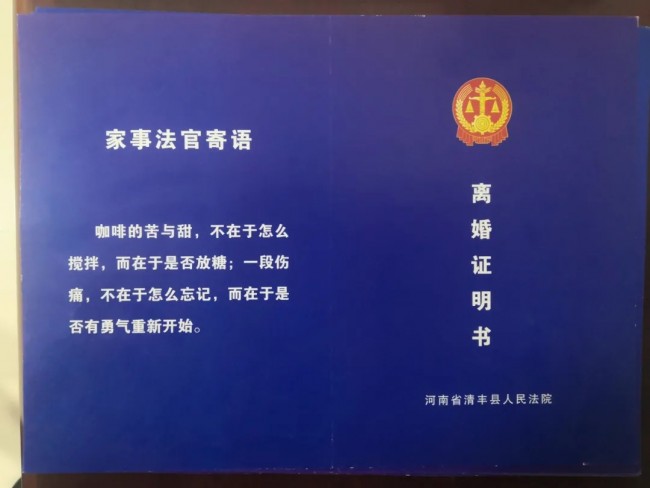 家事法官寄语
咖啡的苦与甜，不在于怎么
搅拌，而在于是否放糖；一段伤
痛，不在于怎么忘记，而在于是
否有勇气重新开始。
离
婚
证
明
书
河南省清丰县人民法院